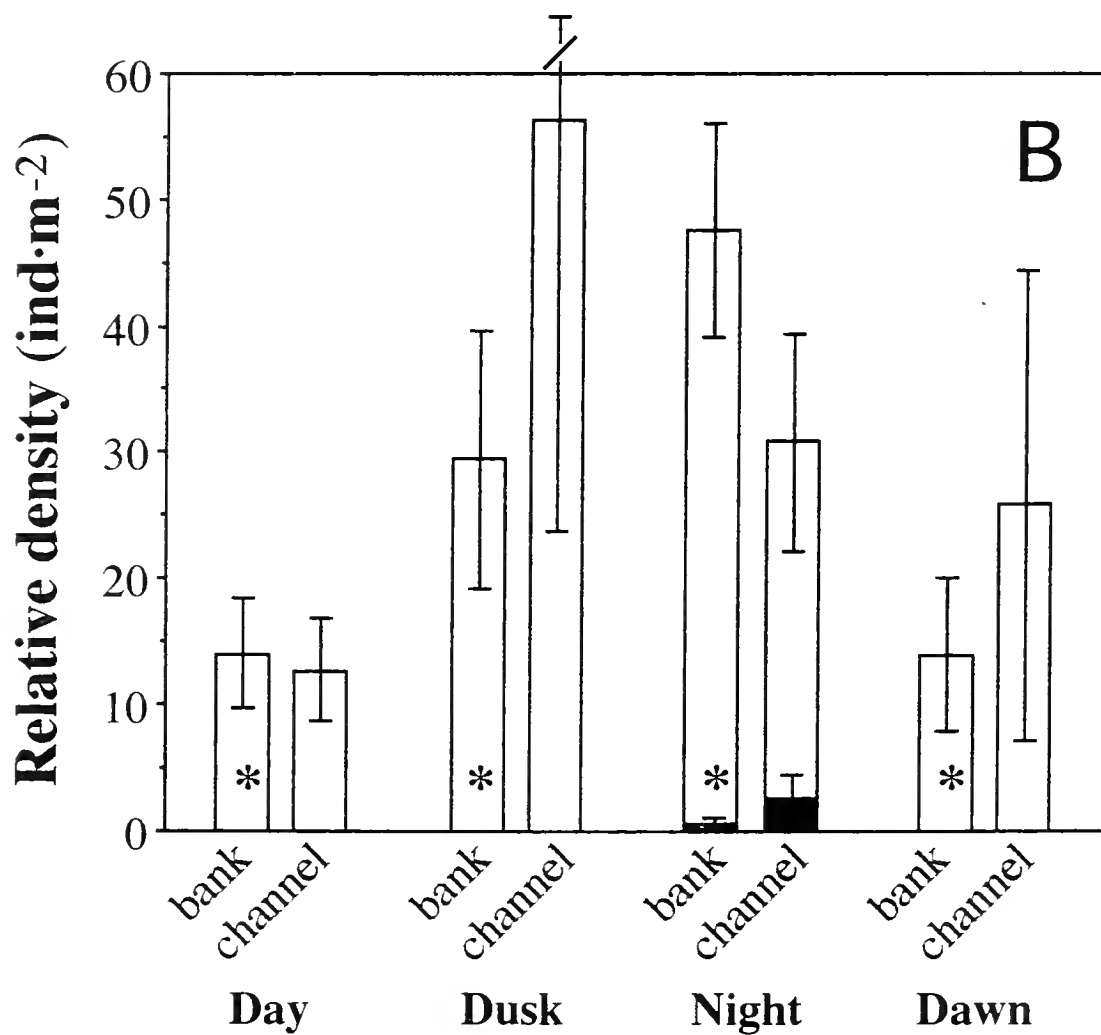 B
Relative density (ind·m⁻²)
60
50
40
30
20
10
0
* * * *
bank channel bank channel bank channel bank channel
Day Dusk Night Dawn